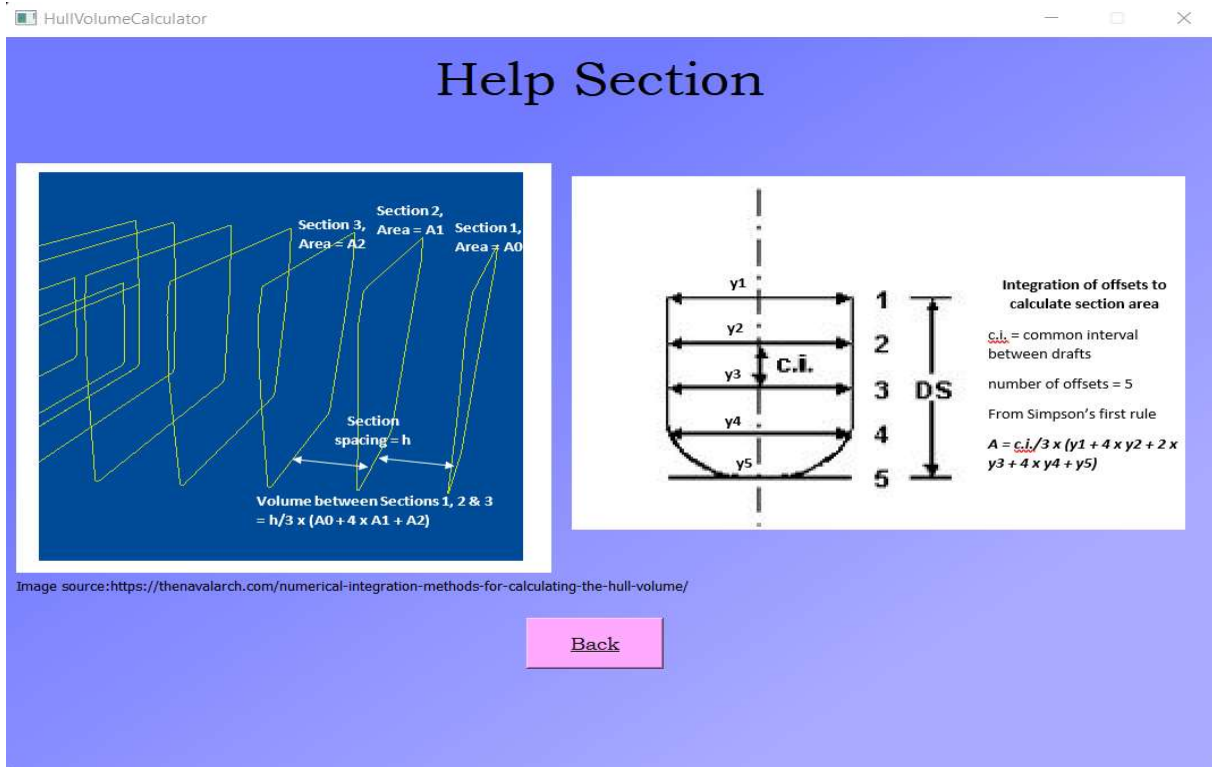 HullVolumeCalculator
Help Section
Section 3,
Area = A2
Section 2,
Area = A1
Section 1,
Area = A0
Section
spacing = h
Volume between Sections 1, 2 & 3
= h/3 x (A0 + 4 x A1 + A2)
y1
y2
c.i.
y3
y4
y5
1
2
3
4
5
DS
Integration of offsets to
calculate section area
c.i. = common interval
between drafts
number of offsets = 5
From Simpson's first rule
A = c.i./3 x (y1 + 4 x y2 + 2 x
y3 + 4 x y4 + y5)
Image source:https://thenavalarch.com/numerical-integration-methods-for-calculating-the-hull-volume/
Back